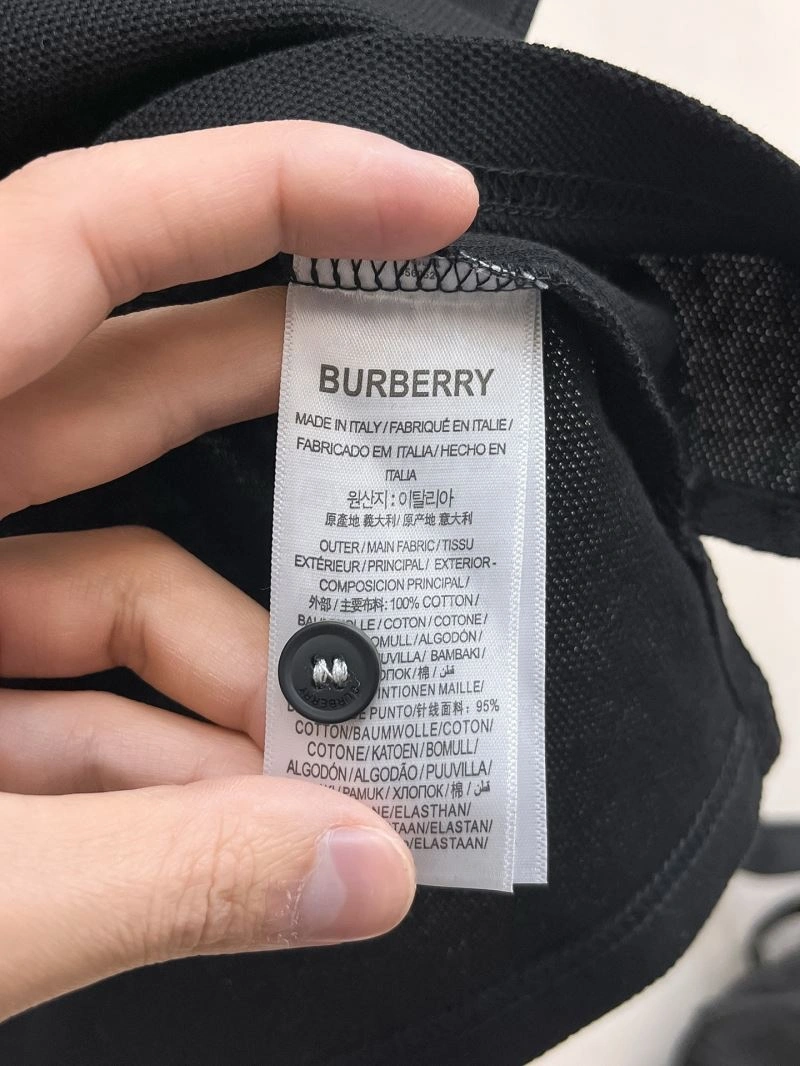 BURBERRY
MADE IN ITALY / FABRIQUÉ EN ITALIE /
FABRICADO EM ITALIA / HECHO EN
ITALIA
원산지 : 이탈리아
原產地 義大利 / 原产地 意大利
OUTER / MAIN FABRIC / TISSU
EXTÉRIEUR / PRINCIPAL / EXTERIOR -
COMPOSICION PRINCIPAL /
外部 / 主要布料: 100% COTTON /
/ COTON / COTONE /
/ ALGODÓN /
BAMBAKI /
/ 棉 / قطن
MAILLE /
DE PUNTO / 针线面料: 95%
COTTON / BAUMWOLLE / COTON /
COTONE / KATOEN / BOMULL /
ALGODÓN / ALGODÃO / PUUVILLA /
PAMUK / ХЛОПОК / 棉 / قطن
/ ELASTHAN /
/ ELASTAN /
/ ELASTAAN /
BURBERRY